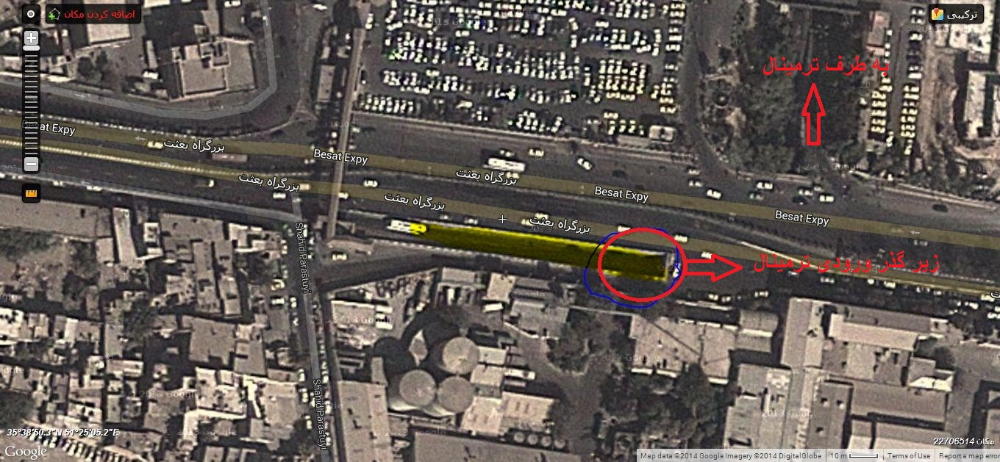 اضافه کردن مکان
ترکیبی
به طرف ترمینال
Besat Expy
بزرگراه بعثت
Besat Expy
بزرگراه بعثت
Besat Expy
Besat Expy
بزرگراه بعثت
بزرگراه بعثت
بزرگراه بعثت
زیر گذر ورودی ترمینال
Shahid Parastuyi
Shahid Parastuyi
35°38'50.3"N 51°25'05.2"E
مکان 22706514
Google
Map data ©2014 Google Imagery ©2014 DigitalGlobe
10 m
Terms of Use
Report a map error